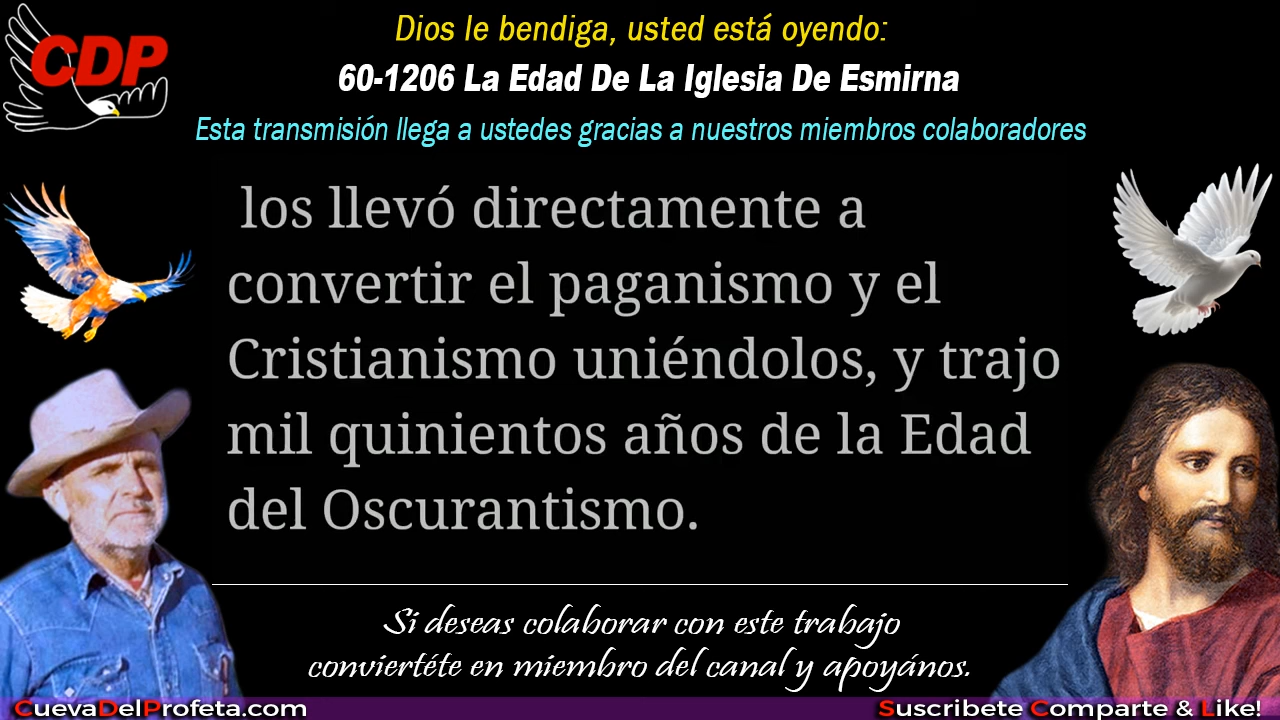 CDP
Dios le bendiga, usted está oyendo:
60-1206 La Edad De La Iglesia De Esmirna
Esta transmisión llega a ustedes gracias a nuestros miembros colaboradores
los llevó directamente a
convertir el paganismo y el
Cristianismo uniéndolos, y trajo
mil quinientos años de la Edad
del Oscurantismo.
Si deseas colaborar con este trabajo
conviertéte en miembro del canal y apoyános.
CuevaDelProfeta.com
Suscribete Comparte & Like!